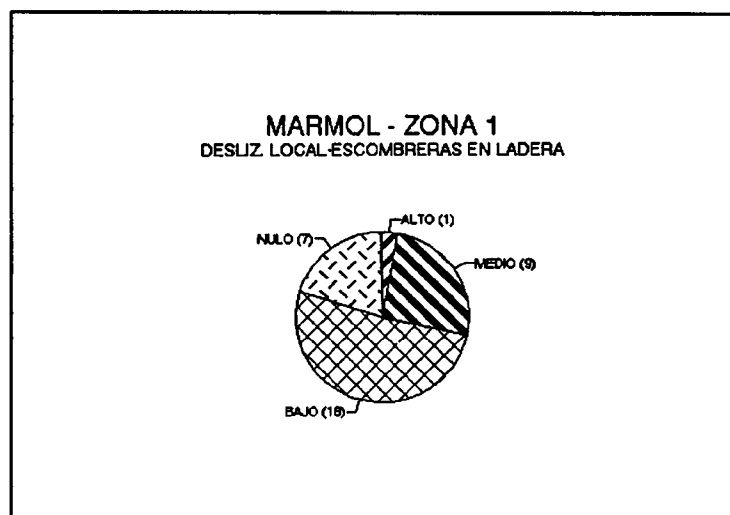 MARMOL - ZONA 1
DESLIZ. LOCAL-ESCOMBRERAS EN LADERA
ALTO (1)
NULO (7)
MEDIO (9)
BAJO (18)